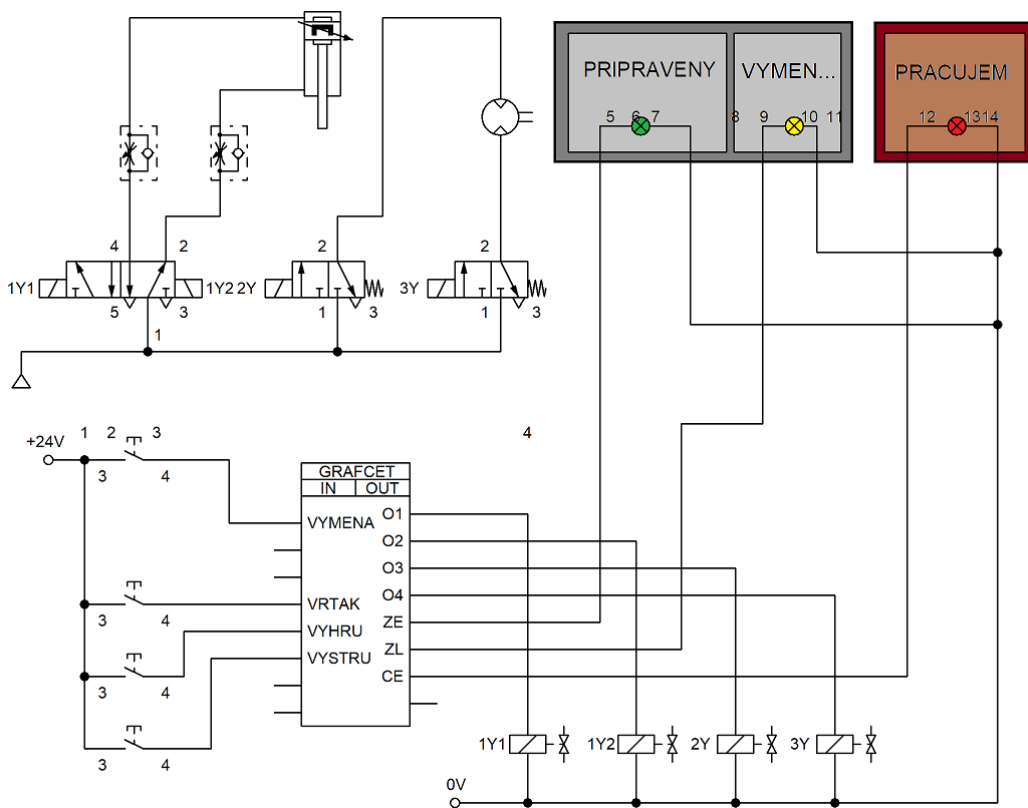 PRIPRAVENY
VYMEN...
PRACUJEM
5 6 7
8 9 10 11
12 13 14
4 2
2
2
1Y1
1Y2
2Y
3Y
5 3
1
1 3
1 3
+24V
1 2 3
4
3 4
GRAFCET
IN OUT
VYMENA
O1
O2
O3
O4
VRTAK
ZE
VYHRU
ZL
VYSTRU
CE
3 4
3 4
3 4
1Y1
1Y2
2Y
3Y
0V